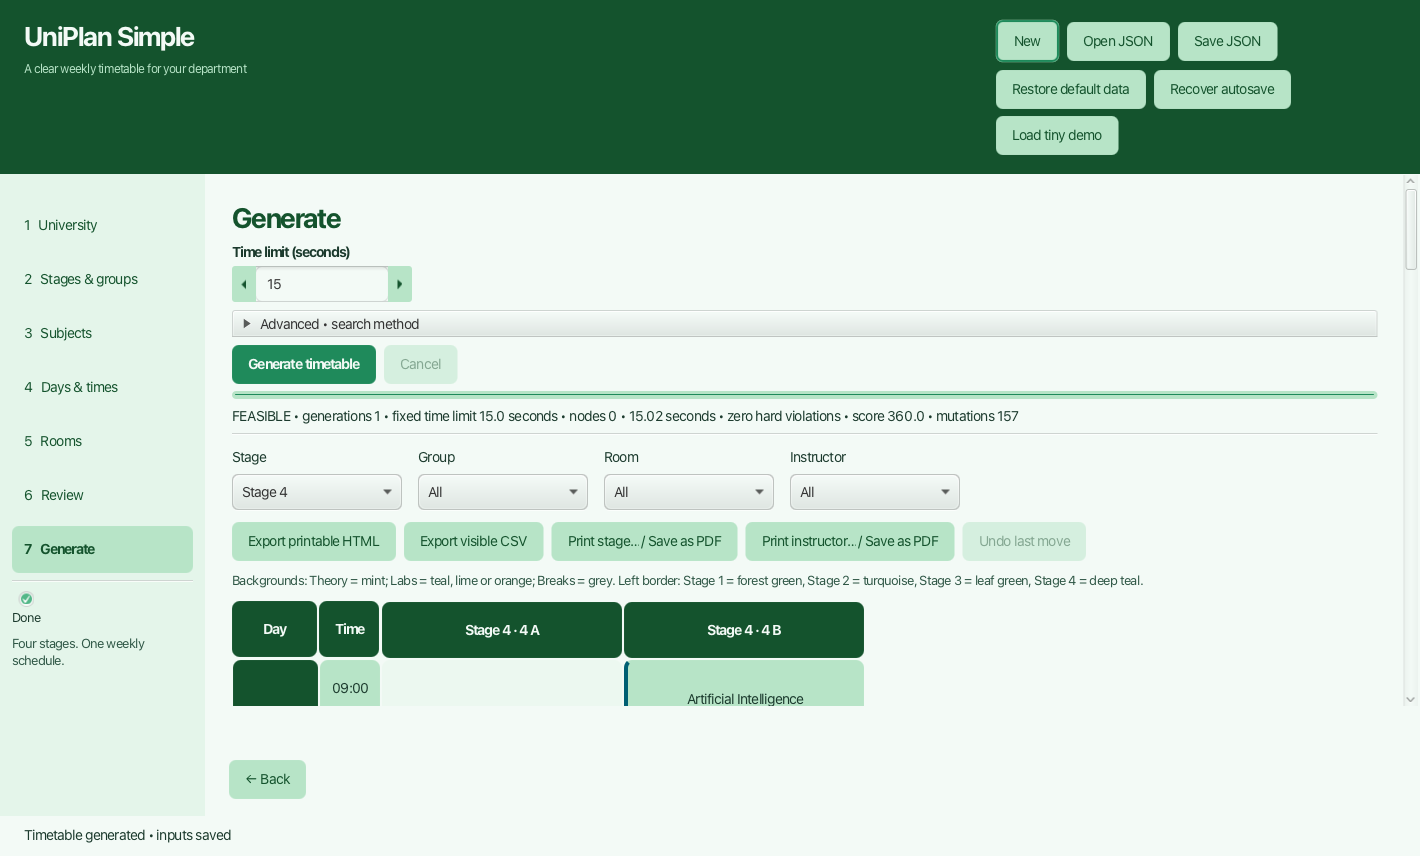 UniPlan Simple
A clear weekly timetable for your department
New
Open JSON
Save JSON
Restore default data
Recover autosave
Load tiny demo
1 University
2 Stages & groups
3 Subjects
4 Days & times
5 Rooms
6 Review
7 Generate
Done
Four stages. One weekly
schedule.
Generate
Time limit (seconds)
15
Advanced • search method
Generate timetable
Cancel
FEASIBLE • generations 1 • fixed time limit 15.0 seconds • nodes 0 • 15.02 seconds • zero hard violations • score 360.0 • mutations 157
Stage
Group
Room
Instructor
Stage 4
All
All
All
Export printable HTML
Export visible CSV
Print stage… / Save as PDF
Print instructor… / Save as PDF
Undo last move
Backgrounds: Theory = mint; Labs = teal, lime or orange; Breaks = grey. Left border: Stage 1 = forest green, Stage 2 = turquoise, Stage 3 = leaf green, Stage 4 = deep teal.
Day
Time
Stage 4 · 4 A
Stage 4 · 4 B
09:00
Artificial Intelligence
← Back
Timetable generated • inputs saved